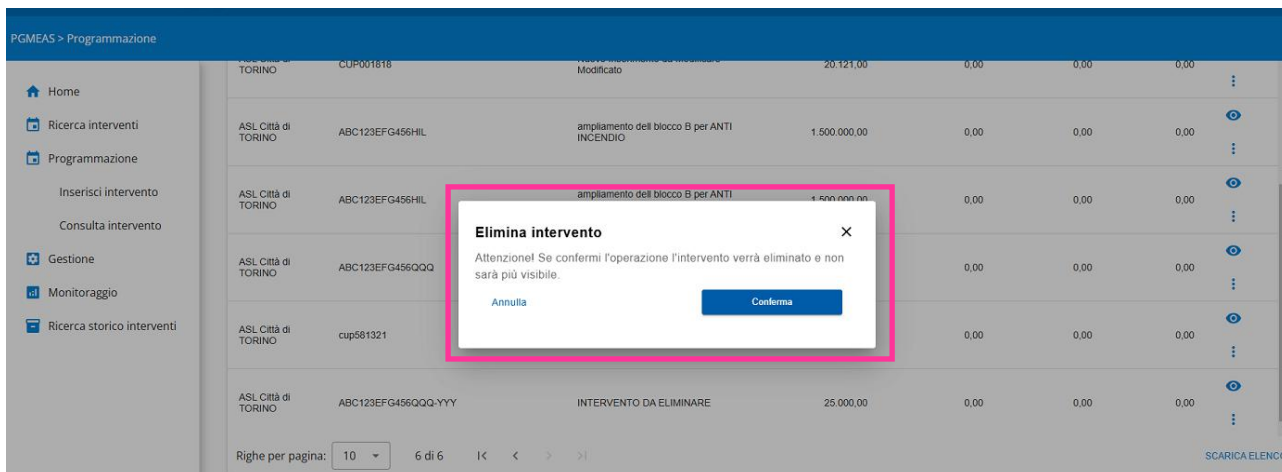 PGMEAS > Programmazione
Home
Ricerca interventi
Programmazione
Inserisci intervento
Consulta intervento
Gestione
Monitoraggio
Ricerca storico interventi
TORINO CUP001818 Modificato 20.121,00 0,00 0,00 0,00
ASL Città di
TORINO
ABC123EFG456HIL
ampliamento dell blocco B per ANTI
INCENDIO
1.500.000,00 0,00 0,00 0,00
ASL Città di
TORINO
ABC123EFG456HIL
ampliamento dell blocco B per ANTI
1.500.000,00 0,00 0,00 0,00
ASL Città di
TORINO
ABC123EFG456QQQ
0,00 0,00 0,00
ASL Città di
TORINO
cup581321
0,00 0,00 0,00
ASL Città di
TORINO
ABC123EFG456QQQ-YYY
INTERVENTO DA ELIMINARE
25.000,00 0,00 0,00 0,00
Elimina intervento
Attenzione! Se confermi l'operazione l'intervento verrà eliminato e non
sarà più visibile.
Annulla
Conferma
Righe per pagina: 10 6 di 6
SCARICA ELENC